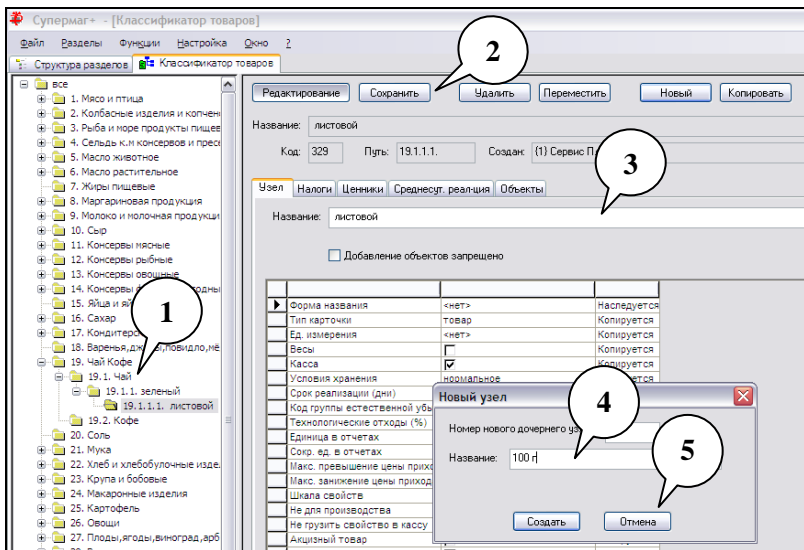 Супермаг+ - [Классификатор товаров]
Файл Разделы Функции Настройка Окно ?
Структура разделов Классификатор товаров
все
1. Мясо и птица
2. Колбасные изделия и копчен
3. Рыба и море продукты пищев
4. Сельдь к.м консервов и пресе
5. Масло животное
6. Масло растительное
7. Жиры пищевые
8. Маргариновая продукция
9. Молоко и молочная продукци
10. Сыр
11. Консервы мясные
12. Консервы рыбные
13. Консервы овощные
14. Консервы
15. Яйца и
16. Сахар
17. Кондитерс
18. Варенья, повидло,мё
19. Чай Кофе
19.1. Чай
19.1.1. зеленый
19.1.1.1. листовой
19.2. Кофе
20. Соль
21. Мука
22. Хлеб и хлебобулочные изде.
23. Крупа и бобовые
24. Макаронные изделия
25. Картофель
26. Овощи
27. Плоды,ягоды,виноград,арб
1
2
Редактирование Сохранить Удалить Переместить Новый Копировать
Название: листовой
Код: 329 Путь: 19.1.1.1. Создан: {1} Сервис П
3
Узел Налоги Ценники Среднесут. реал-ция Объекты
Название: листовой
Добавление объектов запрещено
Форма названия <нет> Наследуется
Тип карточки товар Копируется
Ед. измерения <нет> Копируется
Весы Копируется
Касса Копируется
Условия хранения нормальное
Срок реализации (дни)
Код группы естественной убы
Технологические отходы (%)
Единица в отчетах
Сокр. ед. в отчетах
Макс. превышение цены прихо
Макс. занижение цены приход
Шкала свойств
Не для производства
Не грузить свойство в кассу
Акцизный товар
Новый узел
4
Номер нового дочернего уз
Название: 100 г
5
Создать Отмена